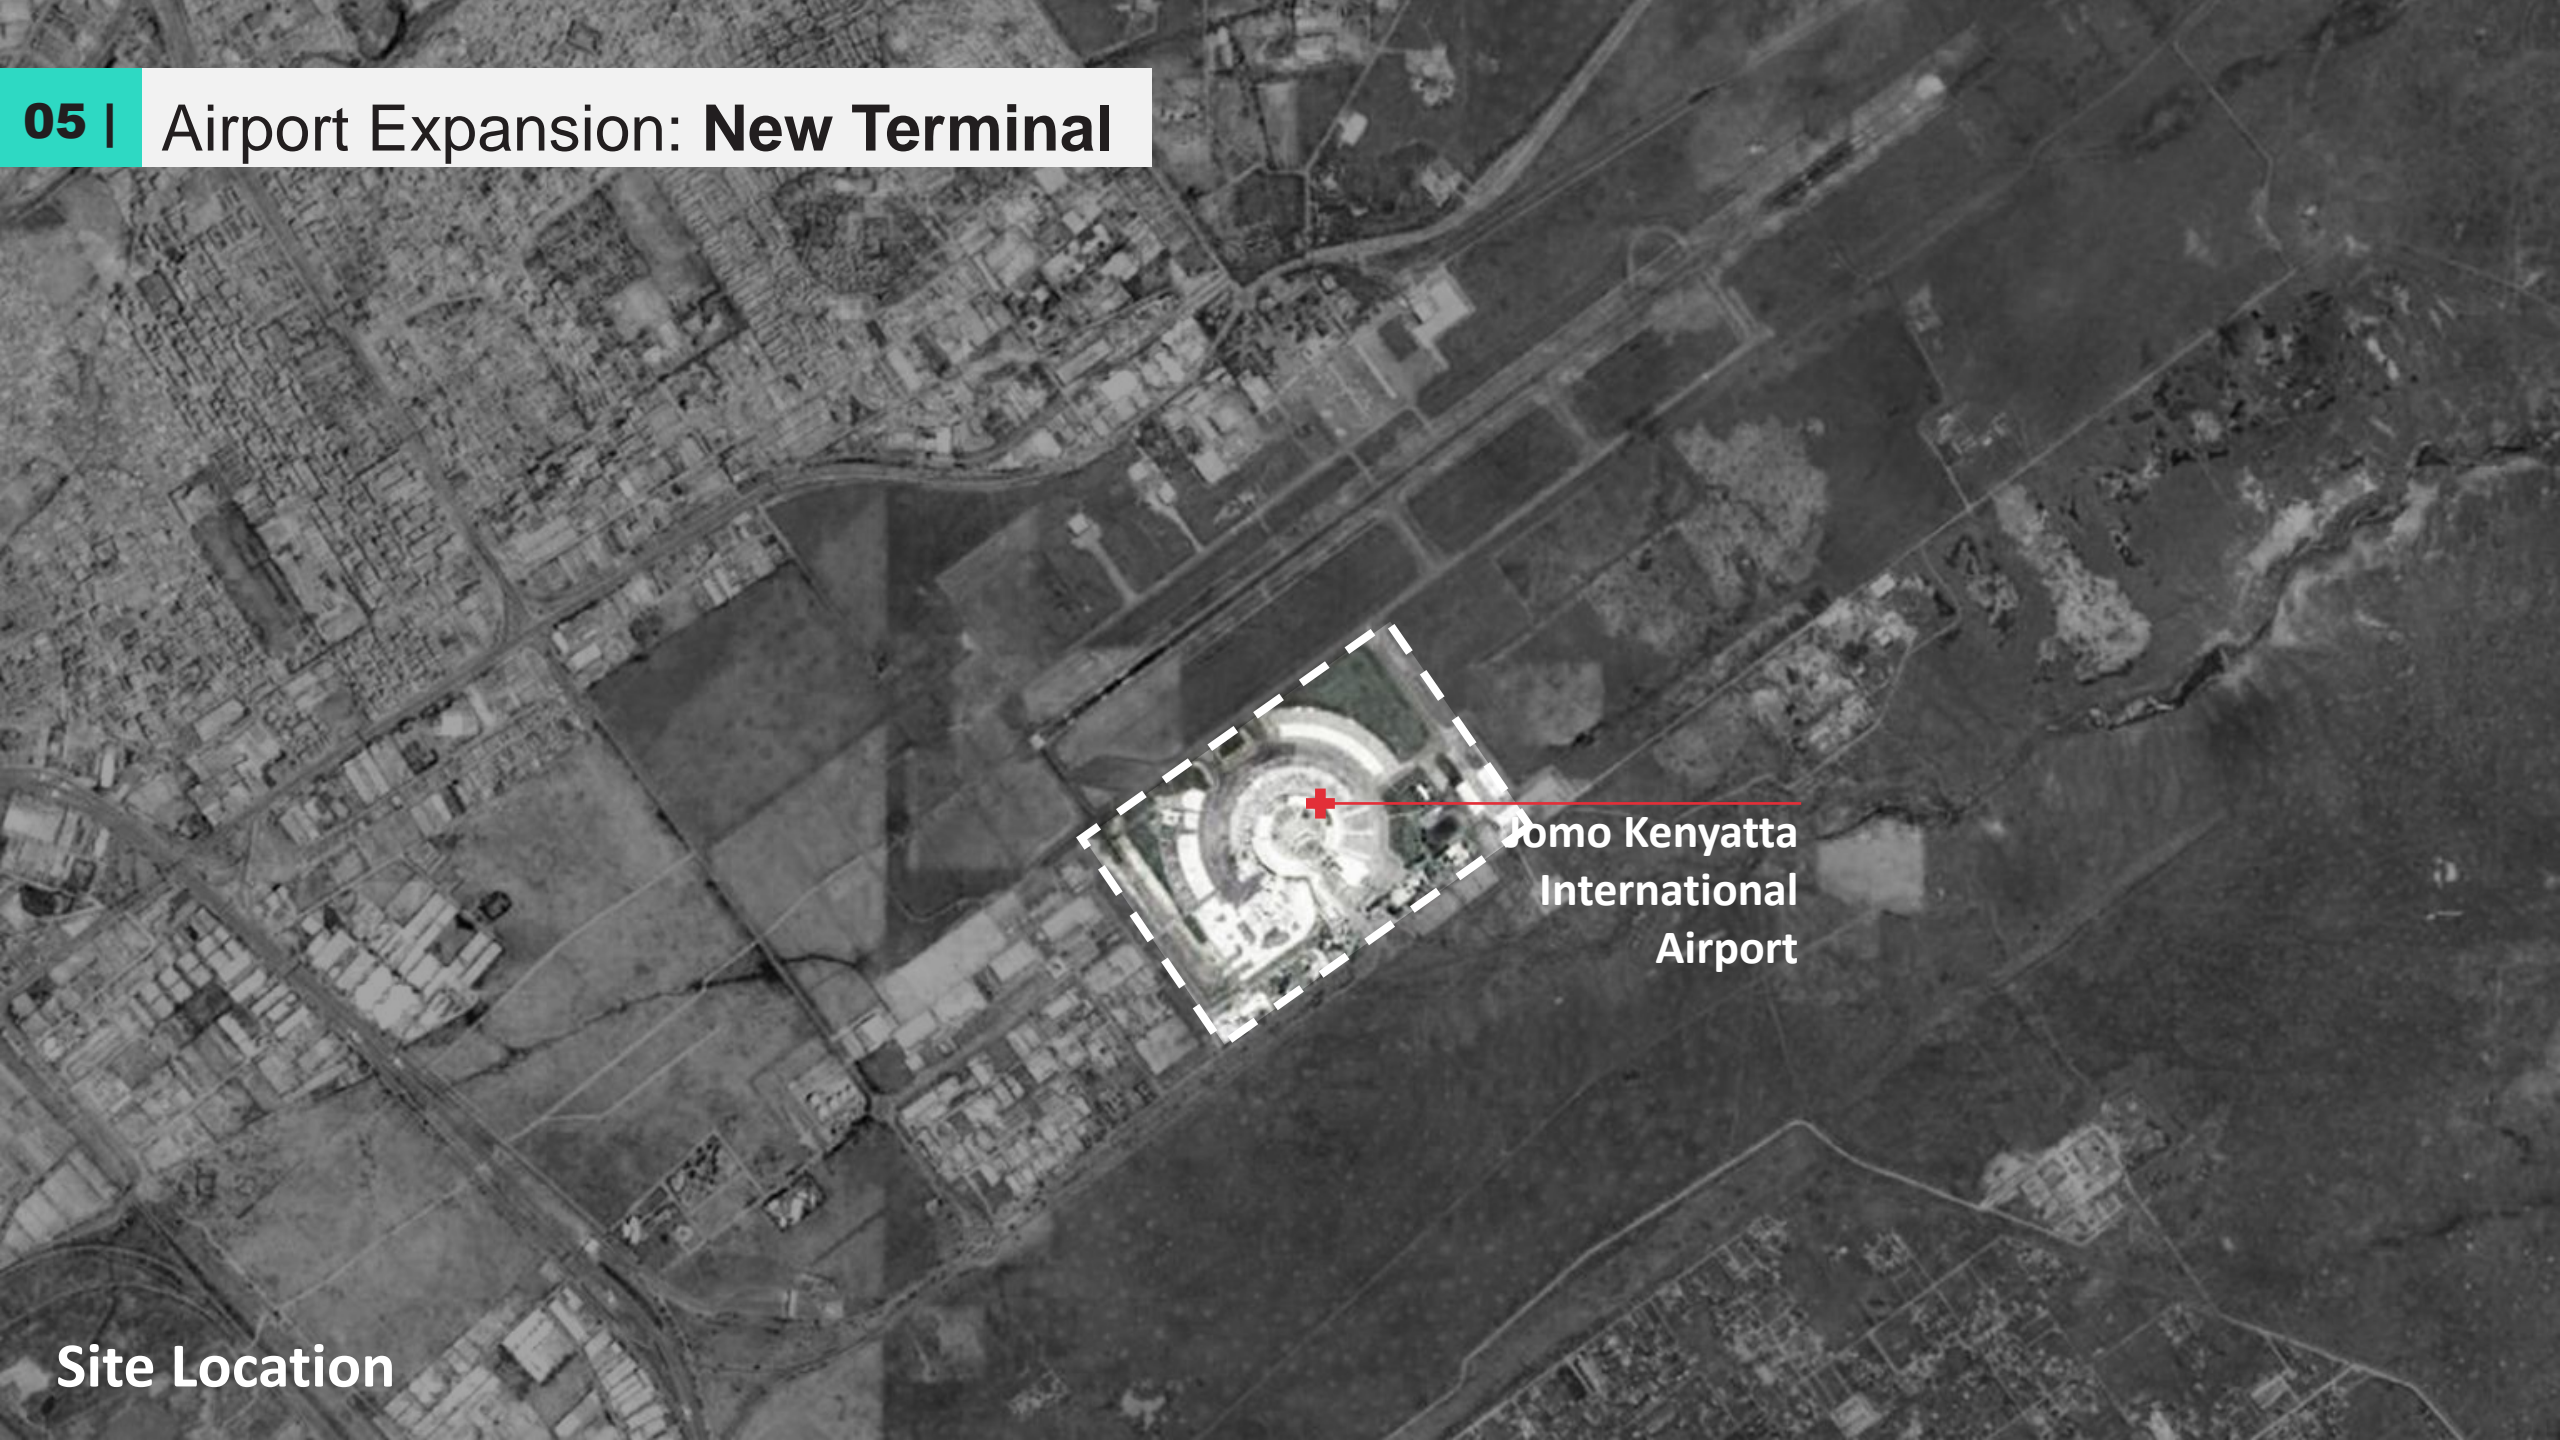 05 | Airport Expansion: New Terminal
Jomo Kenyatta
International
Airport
Site Location